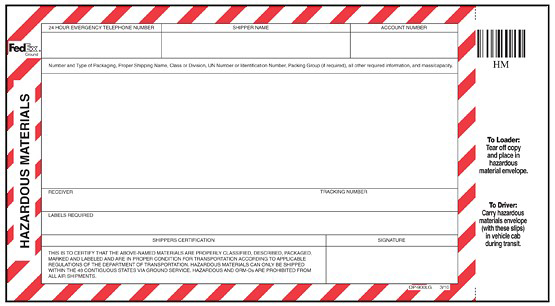 24 HOUR EMERGENCY TELEPHONE NUMBER
SHIPPER NAME
ACCOUNT NUMBER
FedEx
Ground
HAZARDOUS MATERIALS
Number and Type of Packaging, Proper Shipping Name, Class or Division, UN Number or Identification Number, Packing Group (if required), all other required information, and mass/capacity.
RECEIVER
TRACKING NUMBER
LABELS REQUIRED
SHIPPERS CERTIFICATION
SIGNATURE
THIS IS TO CERTIFY THAT THE ABOVE-NAMED MATERIALS ARE PROPERLY CLASSIFIED, DESCRIBED, PACKAGED,
MARKED AND LABELED AND ARE IN PROPER CONDITION FOR TRANSPORTATION ACCORDING TO APPLICABLE
REGULATIONS OF THE DEPARTMENT OF TRANSPORTATION. HAZARDOUS MATERIALS CAN ONLY BE SHIPPED
WITHIN THE 48 CONTIGUOUS STATES VIA GROUND SERVICE. HAZARDOUS AND ORM-Ds ARE PROHIBITED FROM
ALL AIR SHIPMENTS.
HM
To Loader:
Tear off copy
and place in
hazardous
material envelope.
To Driver:
Carry hazardous
materials envelope
(with these slips)
in vehicle cab
during transit.